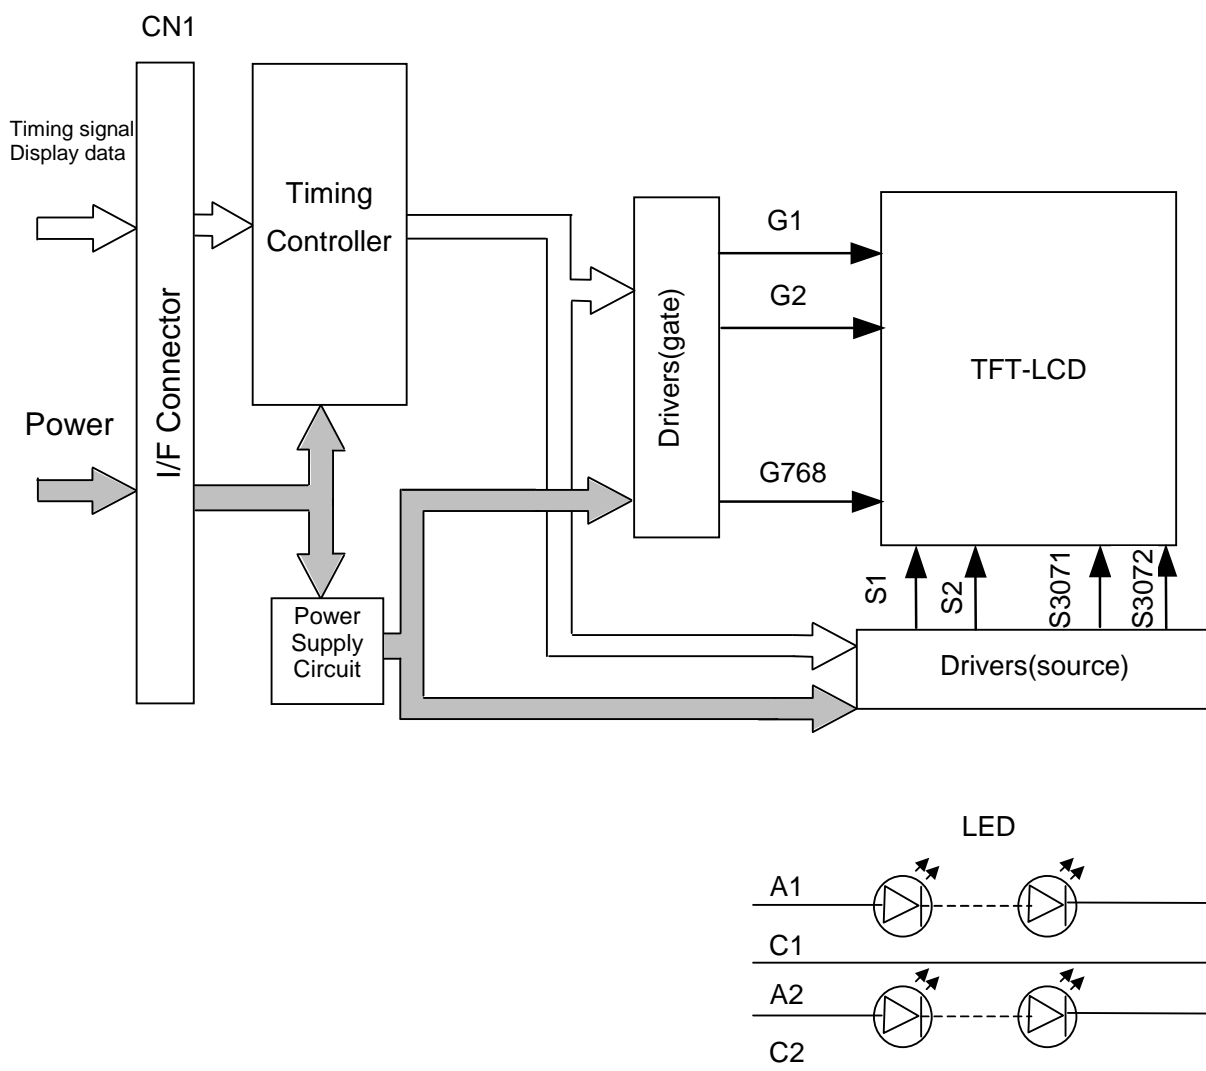 CN1
Timing signal
Display data
Power
I/F Connector
Timing
Controller
Power
Supply
Circuit
Drivers(gate)
G1
G2
G768
TFT-LCD
S1
S2
S3071
S3072
Drivers(source)
LED
A1
C1
A2
C2